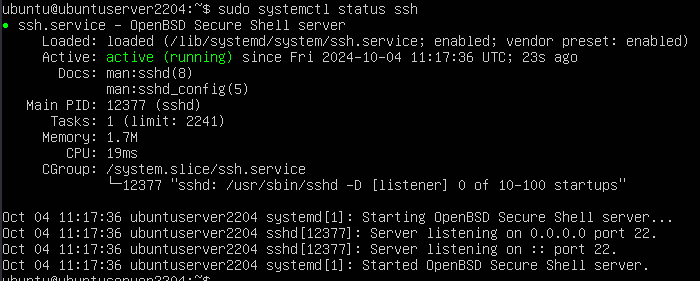 ubuntu@ubuntuserver2204:~$ sudo systemctl status ssh
● ssh.service - OpenBSD Secure Shell server
     Loaded: loaded (/lib/systemd/system/ssh.service; enabled; vendor preset: enabled)
     Active: active (running) since Fri 2024-10-04 11:17:36 UTC; 23s ago
       Docs: man:sshd(8)
             man:sshd_config(5)
   Main PID: 12377 (sshd)
      Tasks: 1 (limit: 2241)
     Memory: 1.7M
        CPU: 19ms
     CGroup: /system.slice/ssh.service
             └─12377 "sshd: /usr/sbin/sshd -D [listener] 0 of 10-100 startups"

Oct 04 11:17:36 ubuntuserver2204 systemd[1]: Starting OpenBSD Secure Shell server...
Oct 04 11:17:36 ubuntuserver2204 sshd[12377]: Server listening on 0.0.0.0 port 22.
Oct 04 11:17:36 ubuntuserver2204 sshd[12377]: Server listening on :: port 22.
Oct 04 11:17:36 ubuntuserver2204 systemd[1]: Started OpenBSD Secure Shell server.
ubuntu@ubuntuserver2204:~$